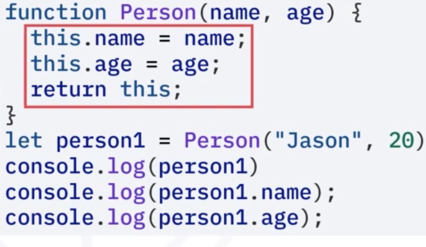 function Person(name, age) {
this.name = name;
this.age = age;
return this;
}
let person1 = Person("Jason", 20)
console.log(person1)
console.log(person1.name);
console.log(person1.age);